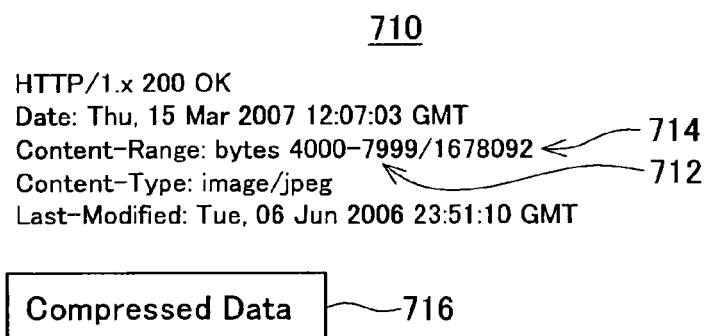 710
HTTP/1.x 200 OK
Date: Thu, 15 Mar 2007 12:07:03 GMT
Content-Range: bytes 4000-7999/1678092
714
712
Content-Type: image/jpeg
Last-Modified: Tue, 06 Jun 2006 23:51:10 GMT
Compressed Data
716